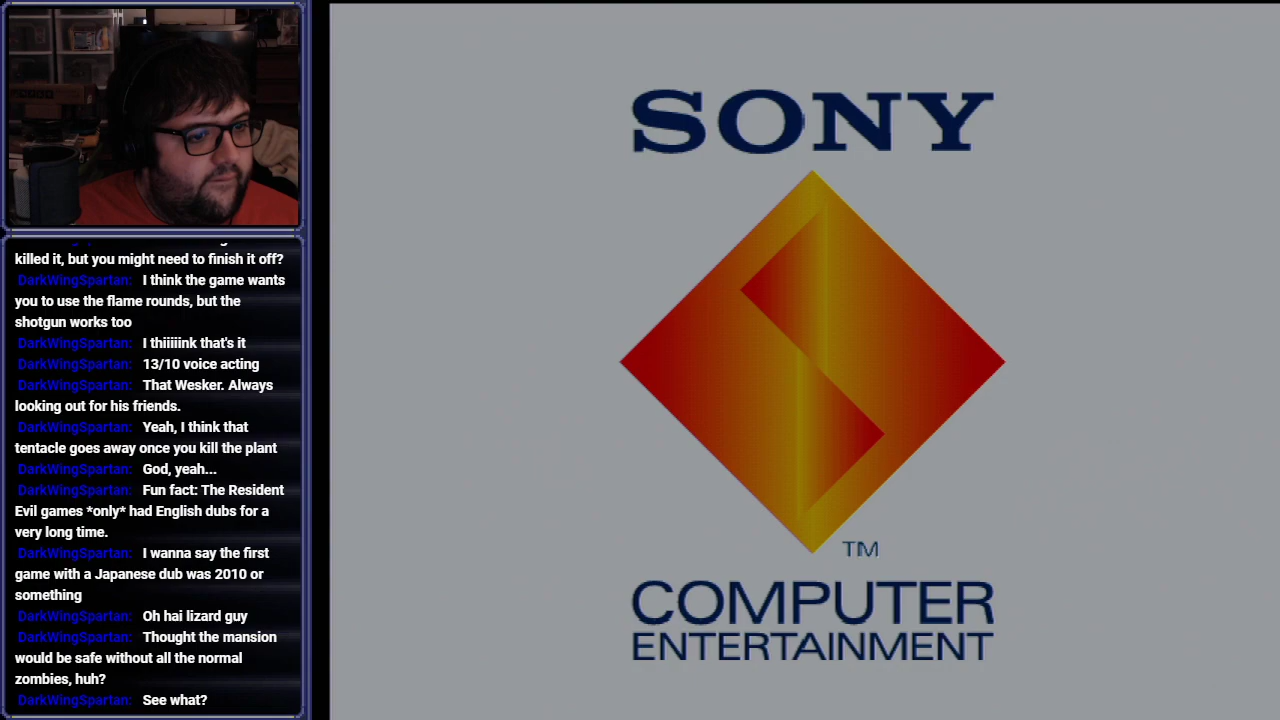 killed it, but you might need to finish it off?
DarkWingSpartan: I think the game wants
you to use the flame rounds, but the
shotgun works too
DarkWingSpartan: I thiiiiink that's it
DarkWingSpartan: 13/10 voice acting
DarkWingSpartan: That Wesker. Always
looking out for his friends.
DarkWingSpartan: Yeah, I think that
tentacle goes away once you kill the plant
DarkWingSpartan: God, yeah...
DarkWingSpartan: Fun fact: The Resident
Evil games *only* had English dubs for a
very long time.
DarkWingSpartan: I wanna say the first
game with a Japanese dub was 2010 or
something
DarkWingSpartan: Oh hai lizard guy
DarkWingSpartan: Thought the mansion
would be safe without all the normal
zombies, huh?
DarkWingSpartan: See what?
SONY
TM
COMPUTER
ENTERTAINMENT